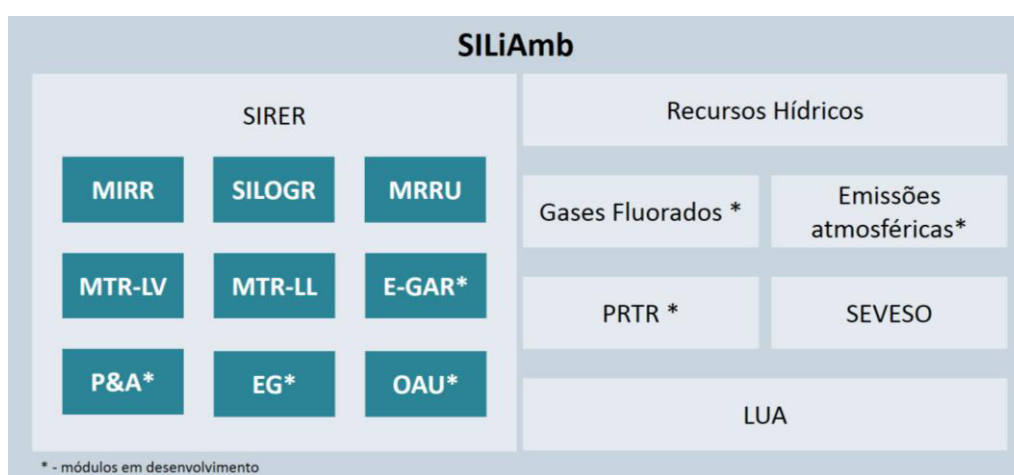 SILiAmb
SIRER
MIRR
SILOGR
MRRU
MTR-LV
MTR-LL
E-GAR*
P&A*
EG*
OAU*
Recursos Hídricos
Gases Fluorados *
Emissões
atmosféricas*
PRTR *
SEVESO
LUA
* - módulos em desenvolvimento